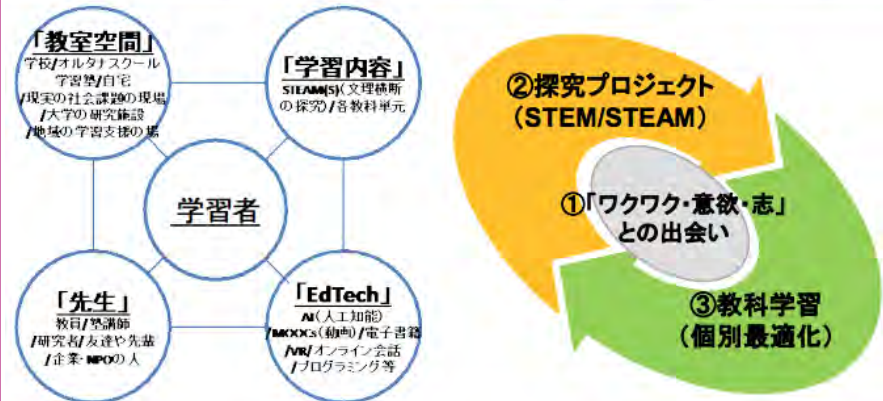 「教室空間」
学校/オルタナスクール
学習塾/自宅
/現実の社会課題の現場
/大学の研究施設
/地域の学習支援の場
「学習内容」
STEAM(S)(文理横断
の探究)/各教科単元
学習者
「先生」
教員/塾講師
/研究者/友達や先輩
/企業・NPOの人
「EdTech」
AI(人工知能)
/MOOCs(動画)/電子書籍
/VR/オンライン会話
/プログラミング等
②探究プロジェクト
(STEM/STEAM)
①「ワクワク・意欲・志」
との出会い
③教科学習
(個別最適化)